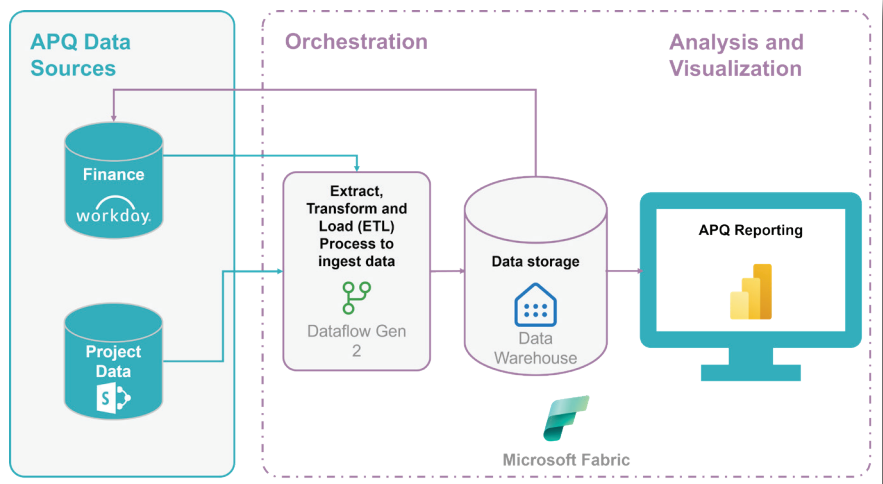 APQ Data
Sources
Orchestration
Analysis and
Visualization
Finance
workday.
Extract,
Transform and
Load (ETL)
Process to
ingest data
Dataflow Gen
2
Data storage
Data
Warehouse
APQ Reporting
Project
Data
S
Microsoft Fabric